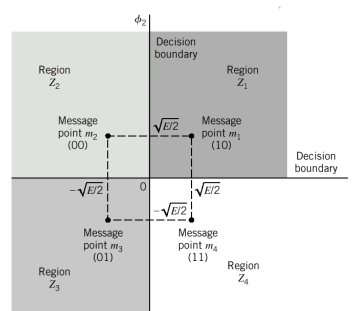 ϕ₂
Decision
boundary
Region
Z₂
Region
Z₁
Message
point m₂
(00)
√E/2
Message
point m₁
(10)
Decision
boundary
−√E/2
0
√E/2
−√E/2
Message
point m₃
(01)
Message
point m₄
(11)
Region
Z₃
Region
Z₄